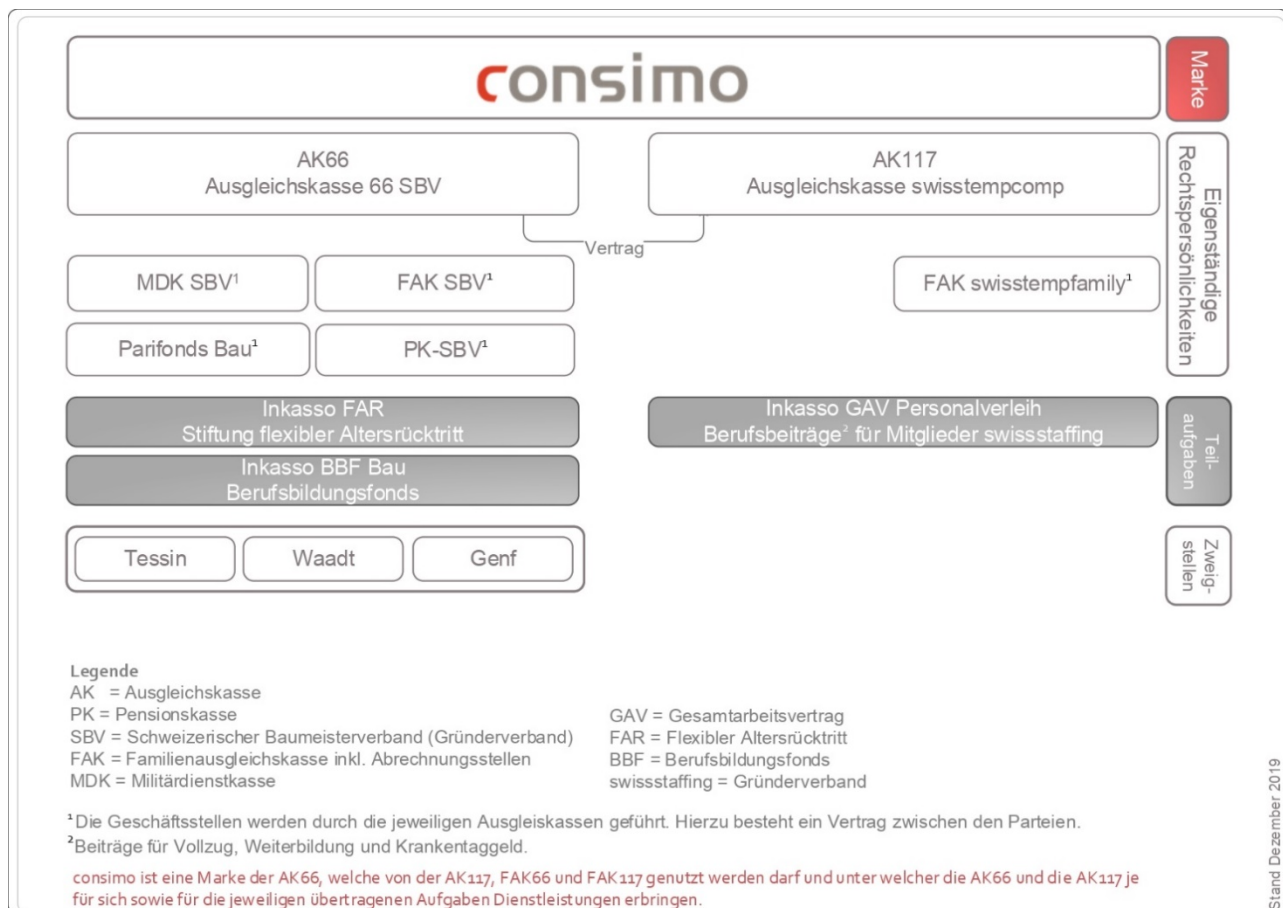 consimo
Marke
AK66
Ausgleichskasse 66 SBV
AK117
Ausgleichskasse swisstempcomp
Eigenständige
Rechtspersönlichkeiten
Vertrag
MDK SBV¹
FAK SBV¹
FAK swisstempfamily¹
Parifonds Bau¹
PK-SBV¹
Inkasso FAR
Stiftung flexibler Altersrücktritt
Inkasso GAV Personalverleih
Berufsbeiträge² für Mitglieder swissstaffing
Teil-
aufgaben
Inkasso BBF Bau
Berufsbildungsfonds
Tessin
Waadt
Genf
Zweig-
stellen
Legende
AK = Ausgleichskasse
PK = Pensionskasse
SBV = Schweizerischer Baumeisterverband (Gründerverband)
FAK = Familienausgleichskasse inkl. Abrechnungsstellen
MDK = Militärdienstkasse
GAV = Gesamtarbeitsvertrag
FAR = Flexibler Altersrücktritt
BBF = Berufsbildungsfonds
swissstaffing = Gründerverband
¹ Die Geschäftsstellen werden durch die jeweiligen Ausgleiskassen geführt. Hierzu besteht ein Vertrag zwischen den Parteien.
² Beiträge für Vollzug, Weiterbildung und Krankentaggeld.
consimo ist eine Marke der AK66, welche von der AK117, FAK66 und FAK117 genutzt werden darf und unter welcher die AK66 und die AK117 je
für sich sowie für die jeweiligen übertragenen Aufgaben Dienstleistungen erbringen.
Stand Dezember 2019